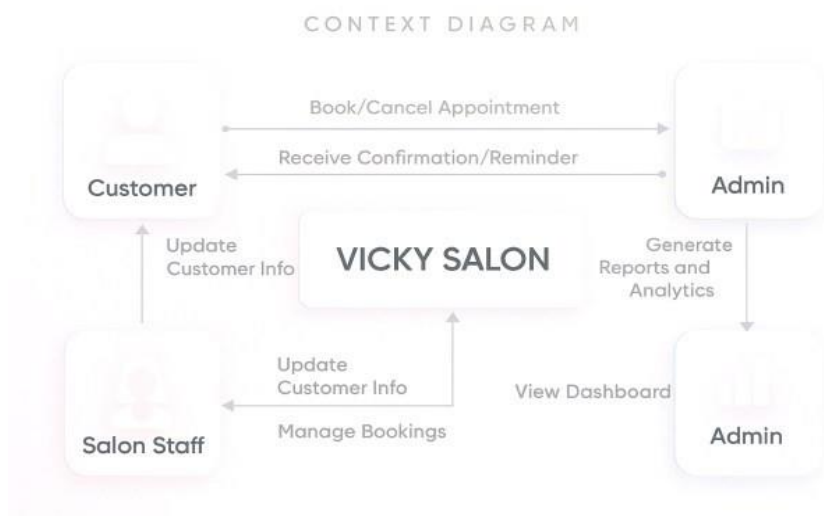 CONTEXT DIAGRAM
Book/Cancel Appointment
Receive Confirmation/Reminder
Customer
Admin
Update
Customer Info
VICKY SALON
Generate
Reports and
Analytics
Update
Customer Info
View Dashboard
Manage Bookings
Salon Staff
Admin